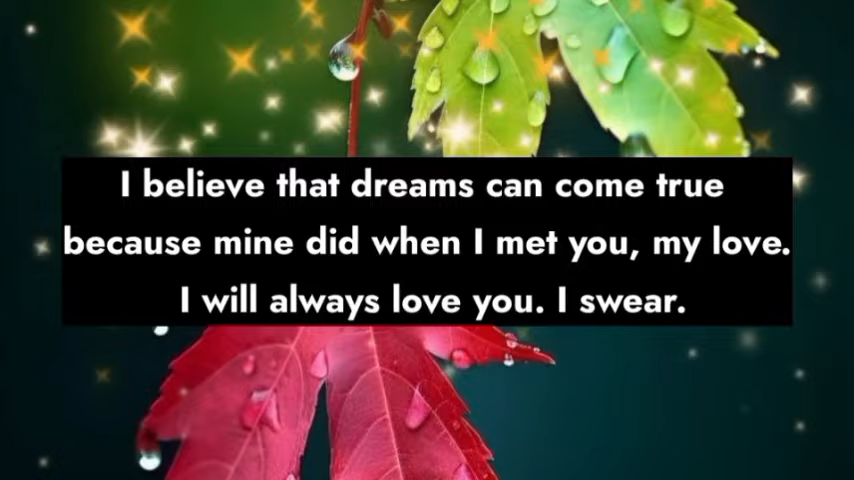 I believe that dreams can come true
because mine did when I met you, my love.
I will always love you. I swear.